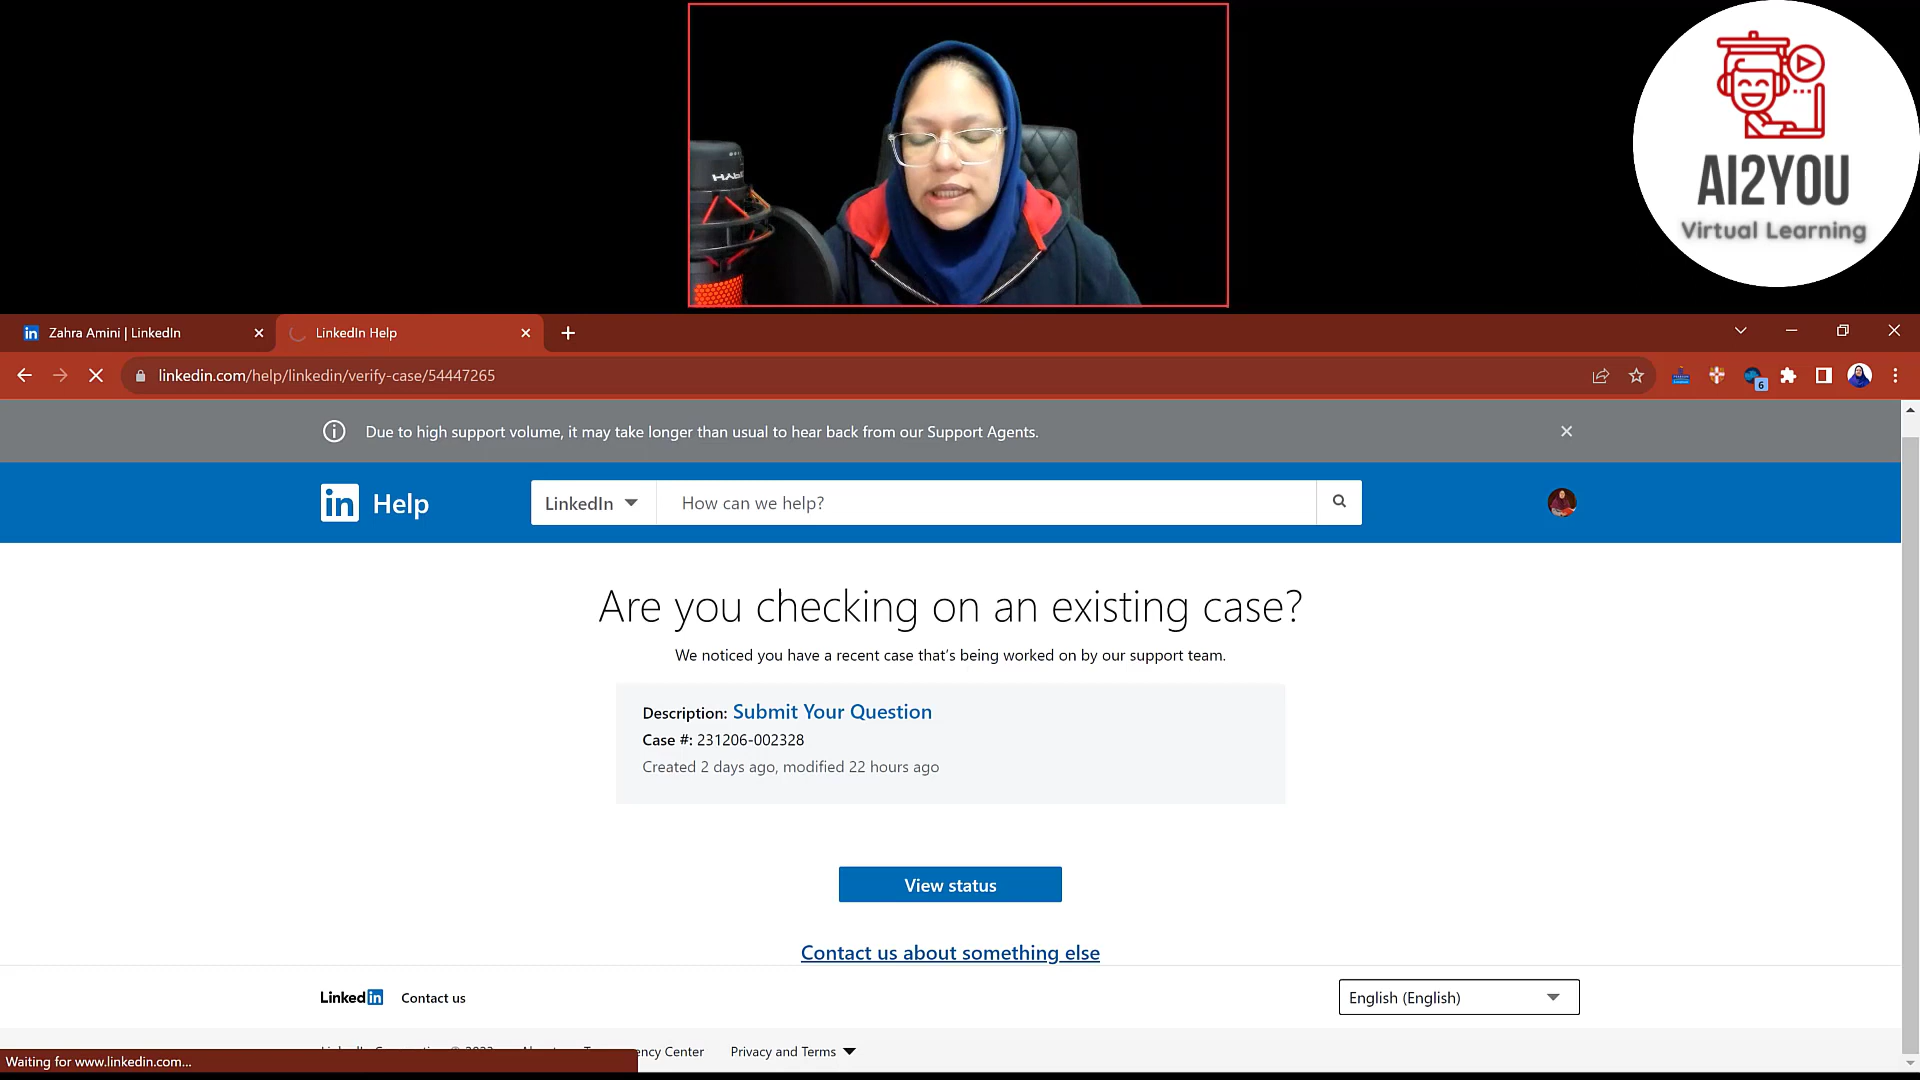 AI2YOU
Virtual Learning
Zahra Amini | LinkedIn
LinkedIn Help
linkedin.com/help/linkedin/verify-case/54447265
6
Due to high support volume, it may take longer than usual to hear back from our Support Agents.
in Help
LinkedIn
How can we help?
Are you checking on an existing case?
We noticed you have a recent case that's being worked on by our support team.
Description: Submit Your Question
Case #: 231206-002328
Created 2 days ago, modified 22 hours ago
View status
Contact us about something else
LinkedIn
Contact us
English (English)
ency Center
Privacy and Terms
Waiting for www.linkedin.com...